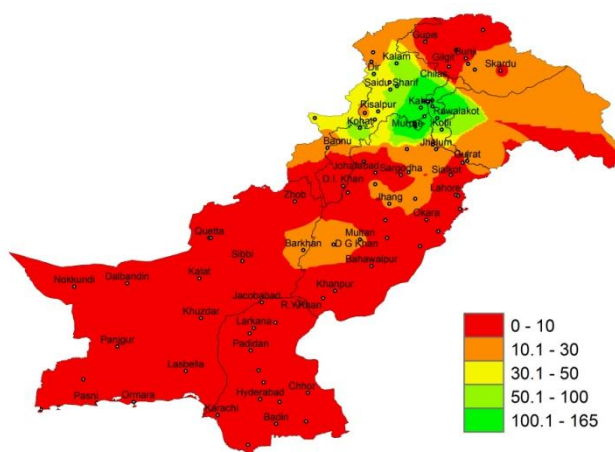 Gupis
Kalam
Bunji
Gilgit
Skardu
Dir
Chilas
Saidu Sharif
Kakul
Risalpur
Rawalakot
Kohat
Murree
Kotli
Bannu
Jhelum
Gujrat
Johrabad
Sargodha
Sialkot
D.I. Khan
Zhob
Jhang
Lahore
Okara
Quetta
Multan
Barkhan
D G Khan
Sibbi
Bahawalpur
Nokkundi
Dalbandin
Kalat
Khanpur
Jacobabad
R.Y.Khan
Khuzdar
Larkana
Panjgur
Padidan
Lasbella
Pasni
Ormara
Hyderabad
Chhor
Karachi
Badin
0 - 10
10.1 - 30
30.1 - 50
50.1 - 100
100.1 - 165